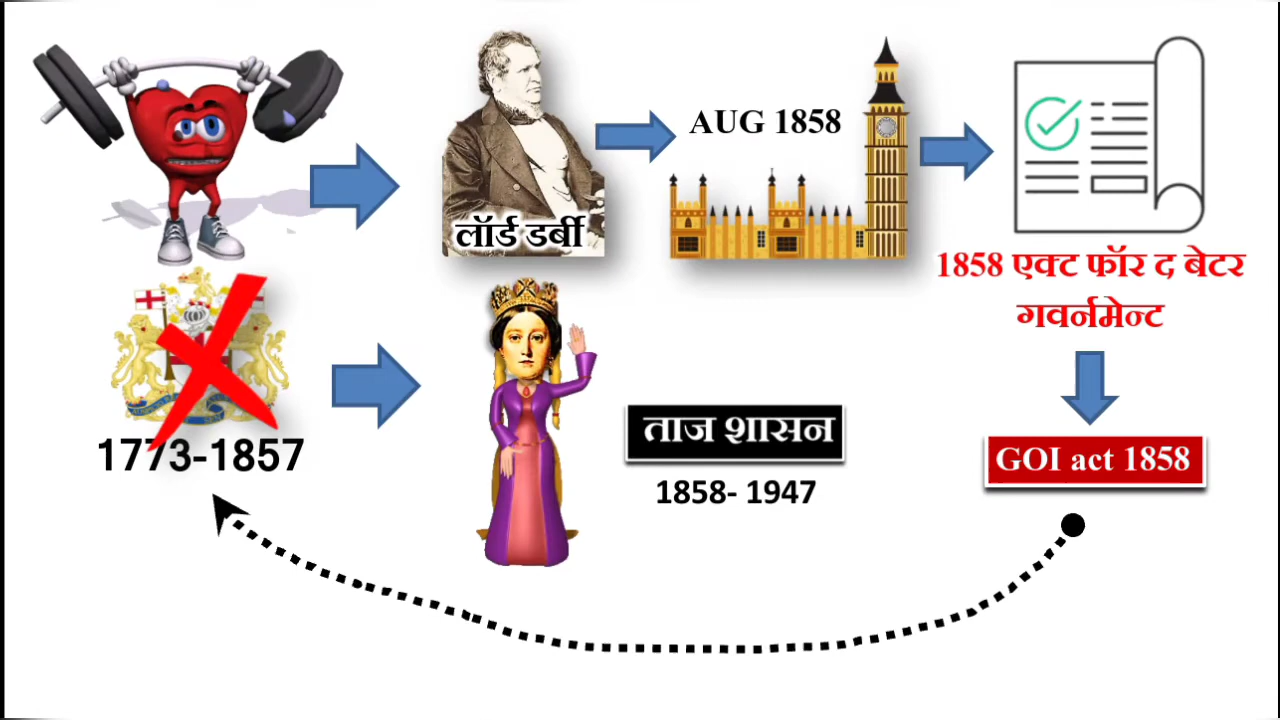 लॉर्ड डर्बी
AUG 1858
1858 एक्ट फॉर द बेटर
गवर्नमेन्ट
GOI act 1858
1773-1857
ताज शासन
1858- 1947